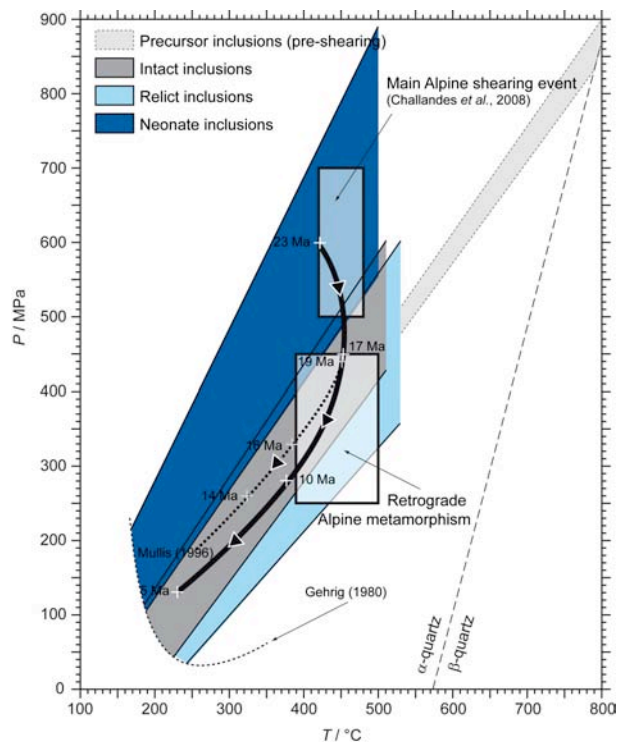 900
800
700
600
500
400
300
200
100
0
P / MPa
Precursor inclusions (pre-shearing)
Intact inclusions
Relict inclusions
Neonate inclusions
Main Alpine shearing event
(Challandes et al., 2008)
23 Ma
17 Ma
19 Ma
16 Ma
10 Ma
14 Ma
Retrograde
Alpine metamorphism
Mullis (1996)
5 Ma
Gehrig (1980)
α-quartz
β-quartz
100 200 300 400 500 600 700 800
T / °C